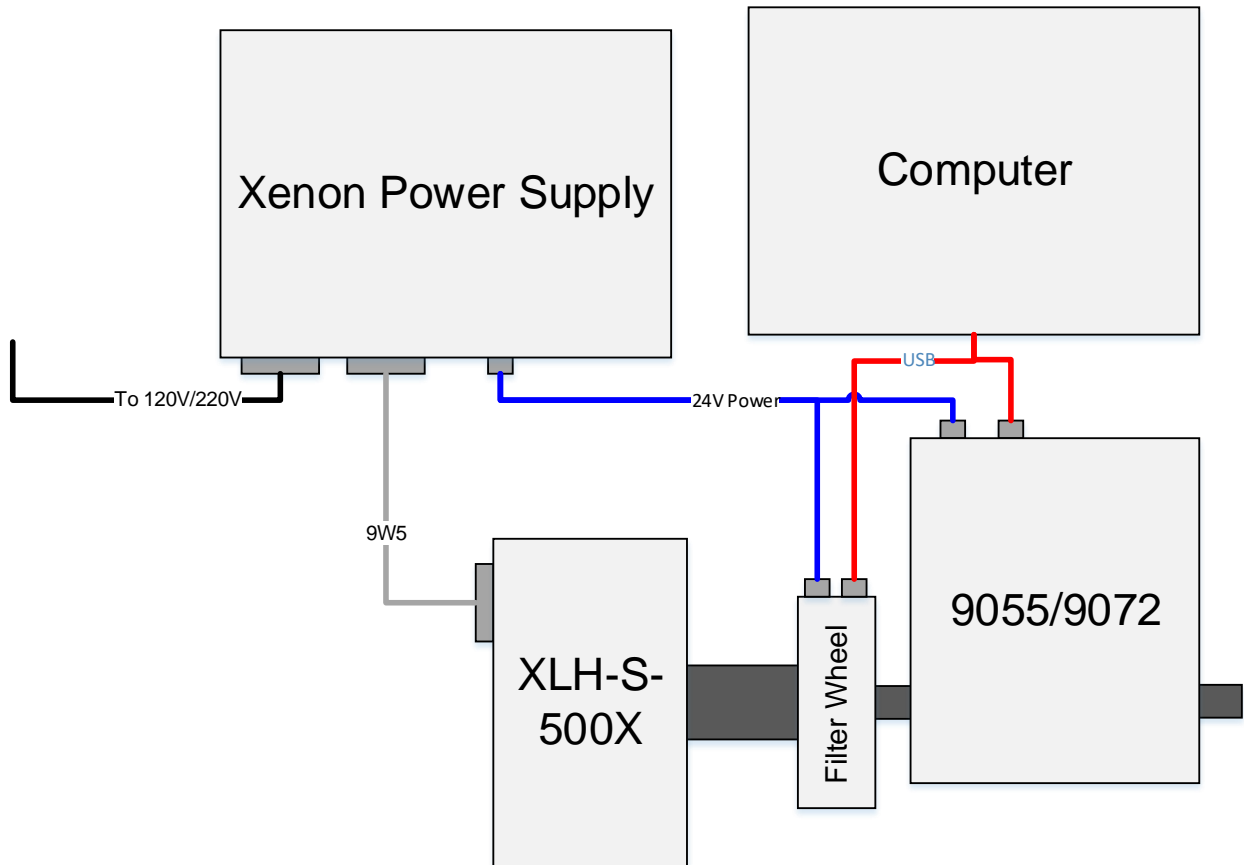 Xenon Power Supply
Computer
USB
To 120V/220V
24V Power
9W5
9055/9072
XLH-S-
500X
Filter Wheel